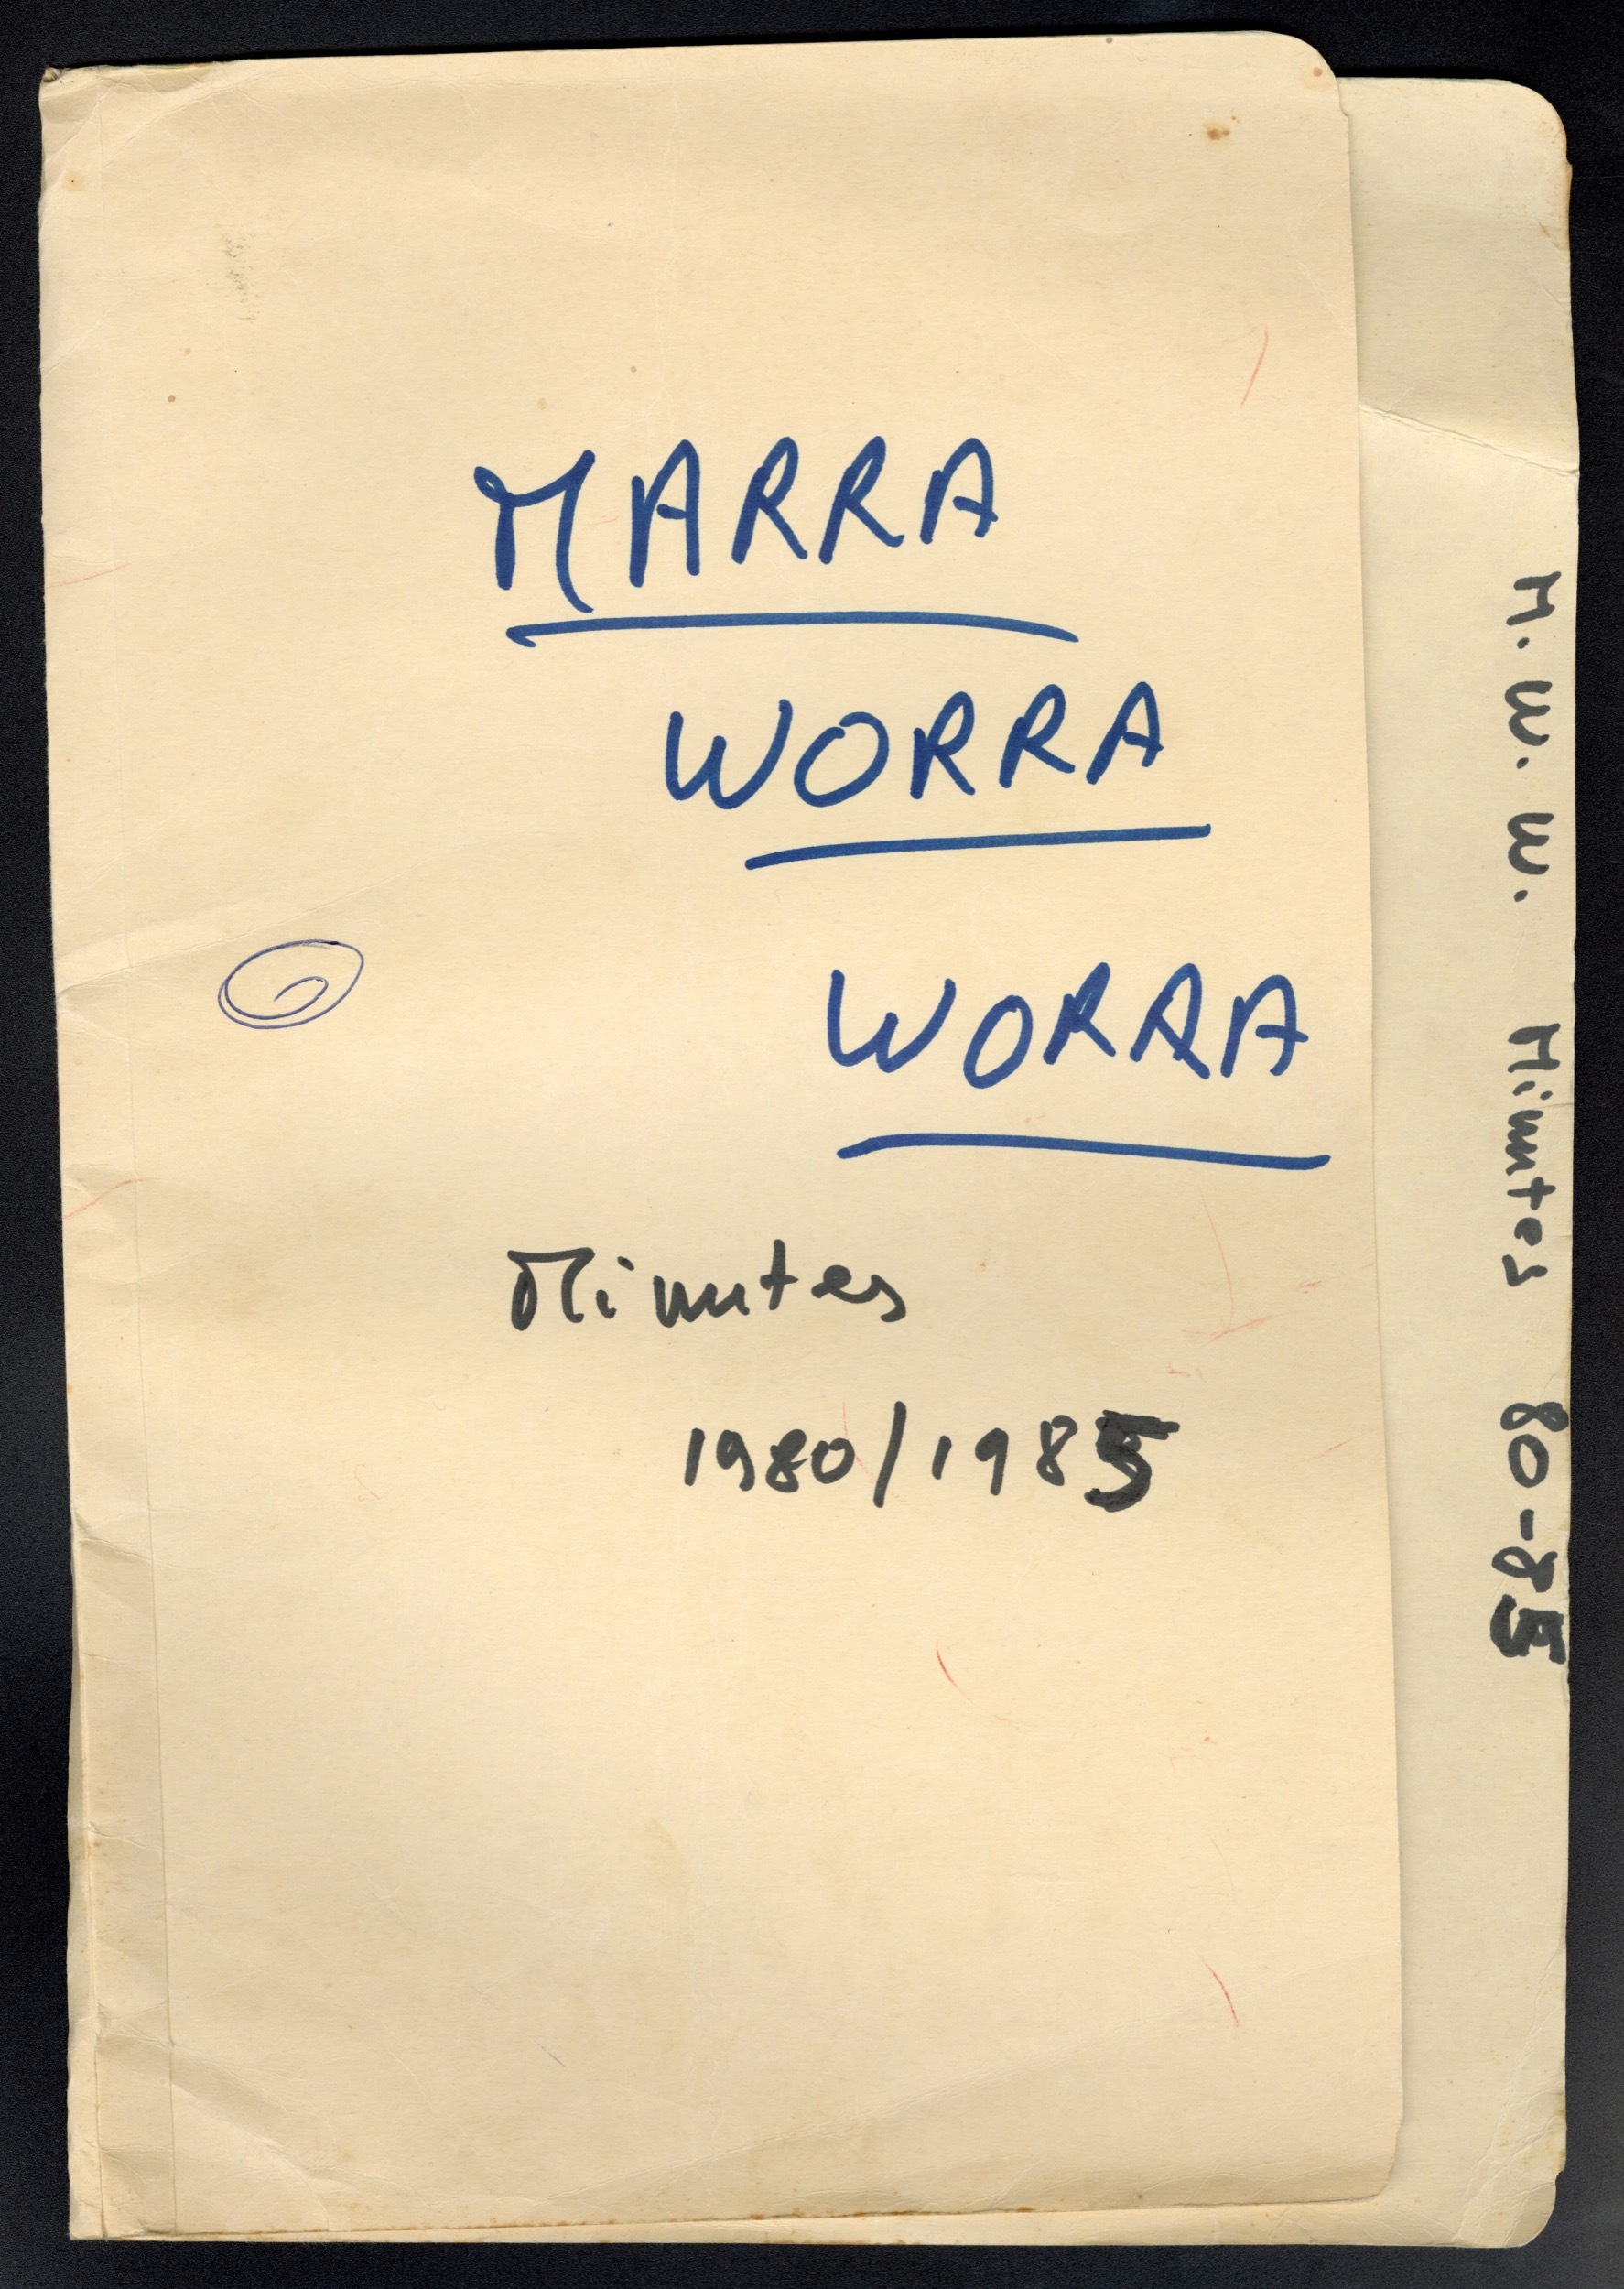 MARRA
WORRA
WORRA
Minutes
1980/1985
M. W. W. Minutes 80-85